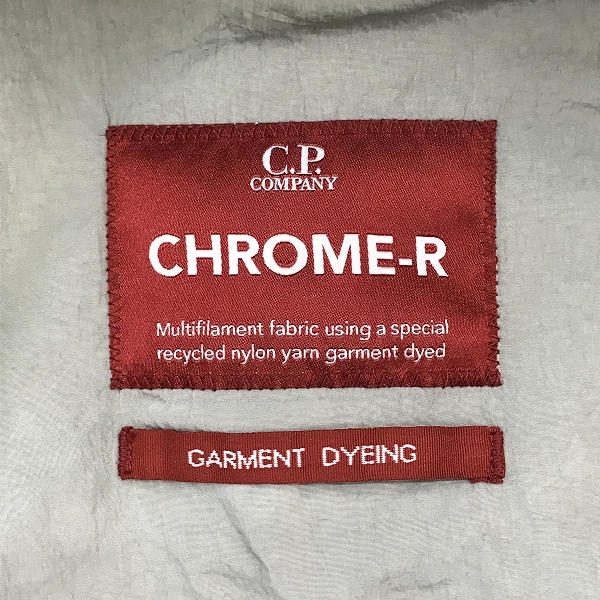 C.P.
COMPANY
CHROME-R
Multifilament fabric using a special
recycled nylon yarn garment dyed
GARMENT DYEING